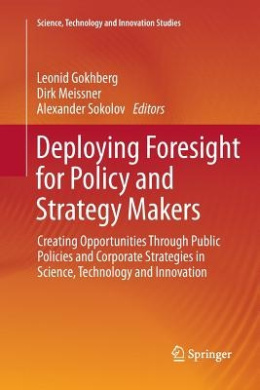 Science, Technology and Innovation Studies
Leonid Gokhberg
Dirk Meissner
Alexander Sokolov Editors
Deploying Foresight
for Policy and
Strategy Makers
Creating Opportunities Through Public
Policies and Corporate Strategies in
Science, Technology and Innovation
Springer